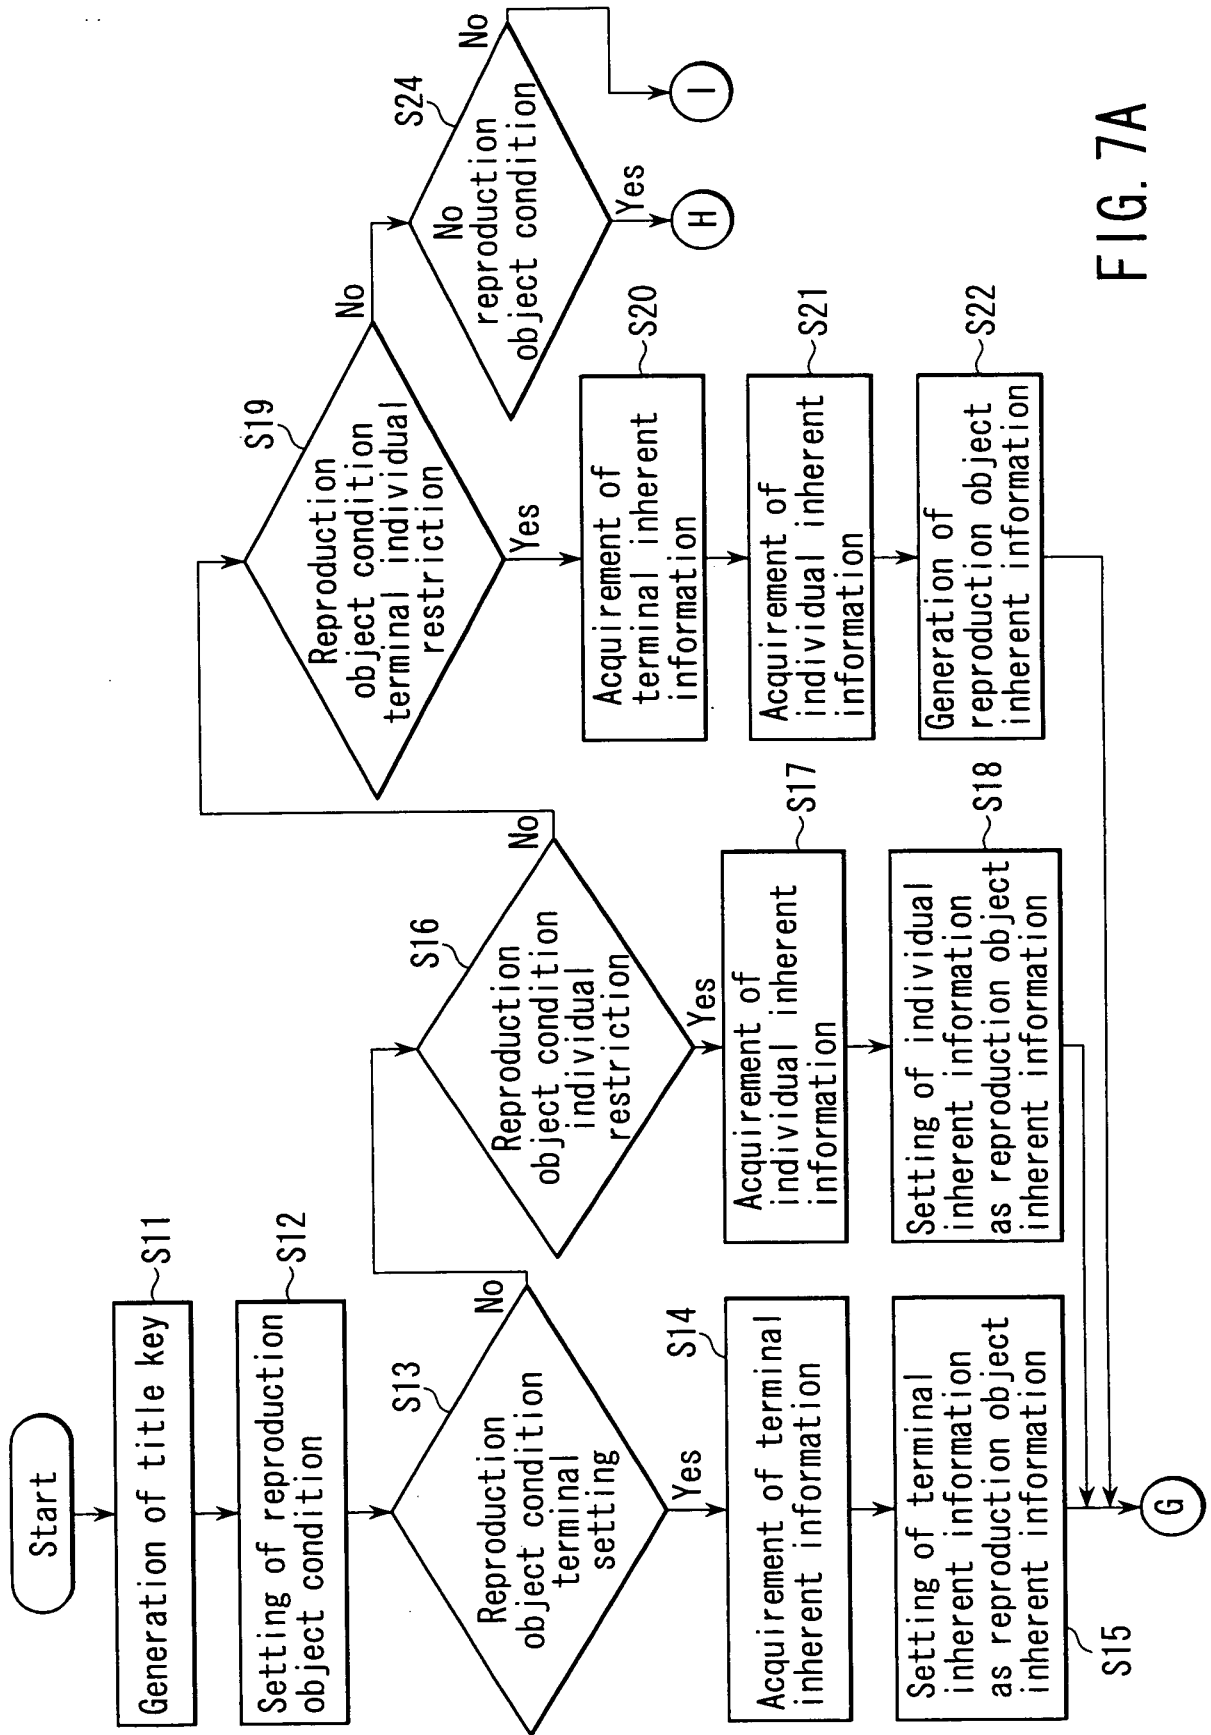 Start
Generation of title key
S11
Setting of reproduction
object condition
S12
Reproduction
object condition
terminal
setting
S13
No
Yes
Acquirement of terminal
inherent information
S14
Setting of terminal
inherent information
as reproduction object
inherent information
S15
G
Reproduction
object condition
individual
restriction
S16
No
Yes
Acquirement of
individual inherent
information
S17
Setting of individual
inherent information
as reproduction object
inherent information
S18
Reproduction
object condition
terminal individual
restriction
S19
No
Yes
Acquirement of
terminal inherent
information
S20
Acquirement of
individual inherent
information
S21
Generation of
reproduction object
inherent information
S22
No
reproduction
object condition
S24
No
Yes
H
I
FIG. 7A